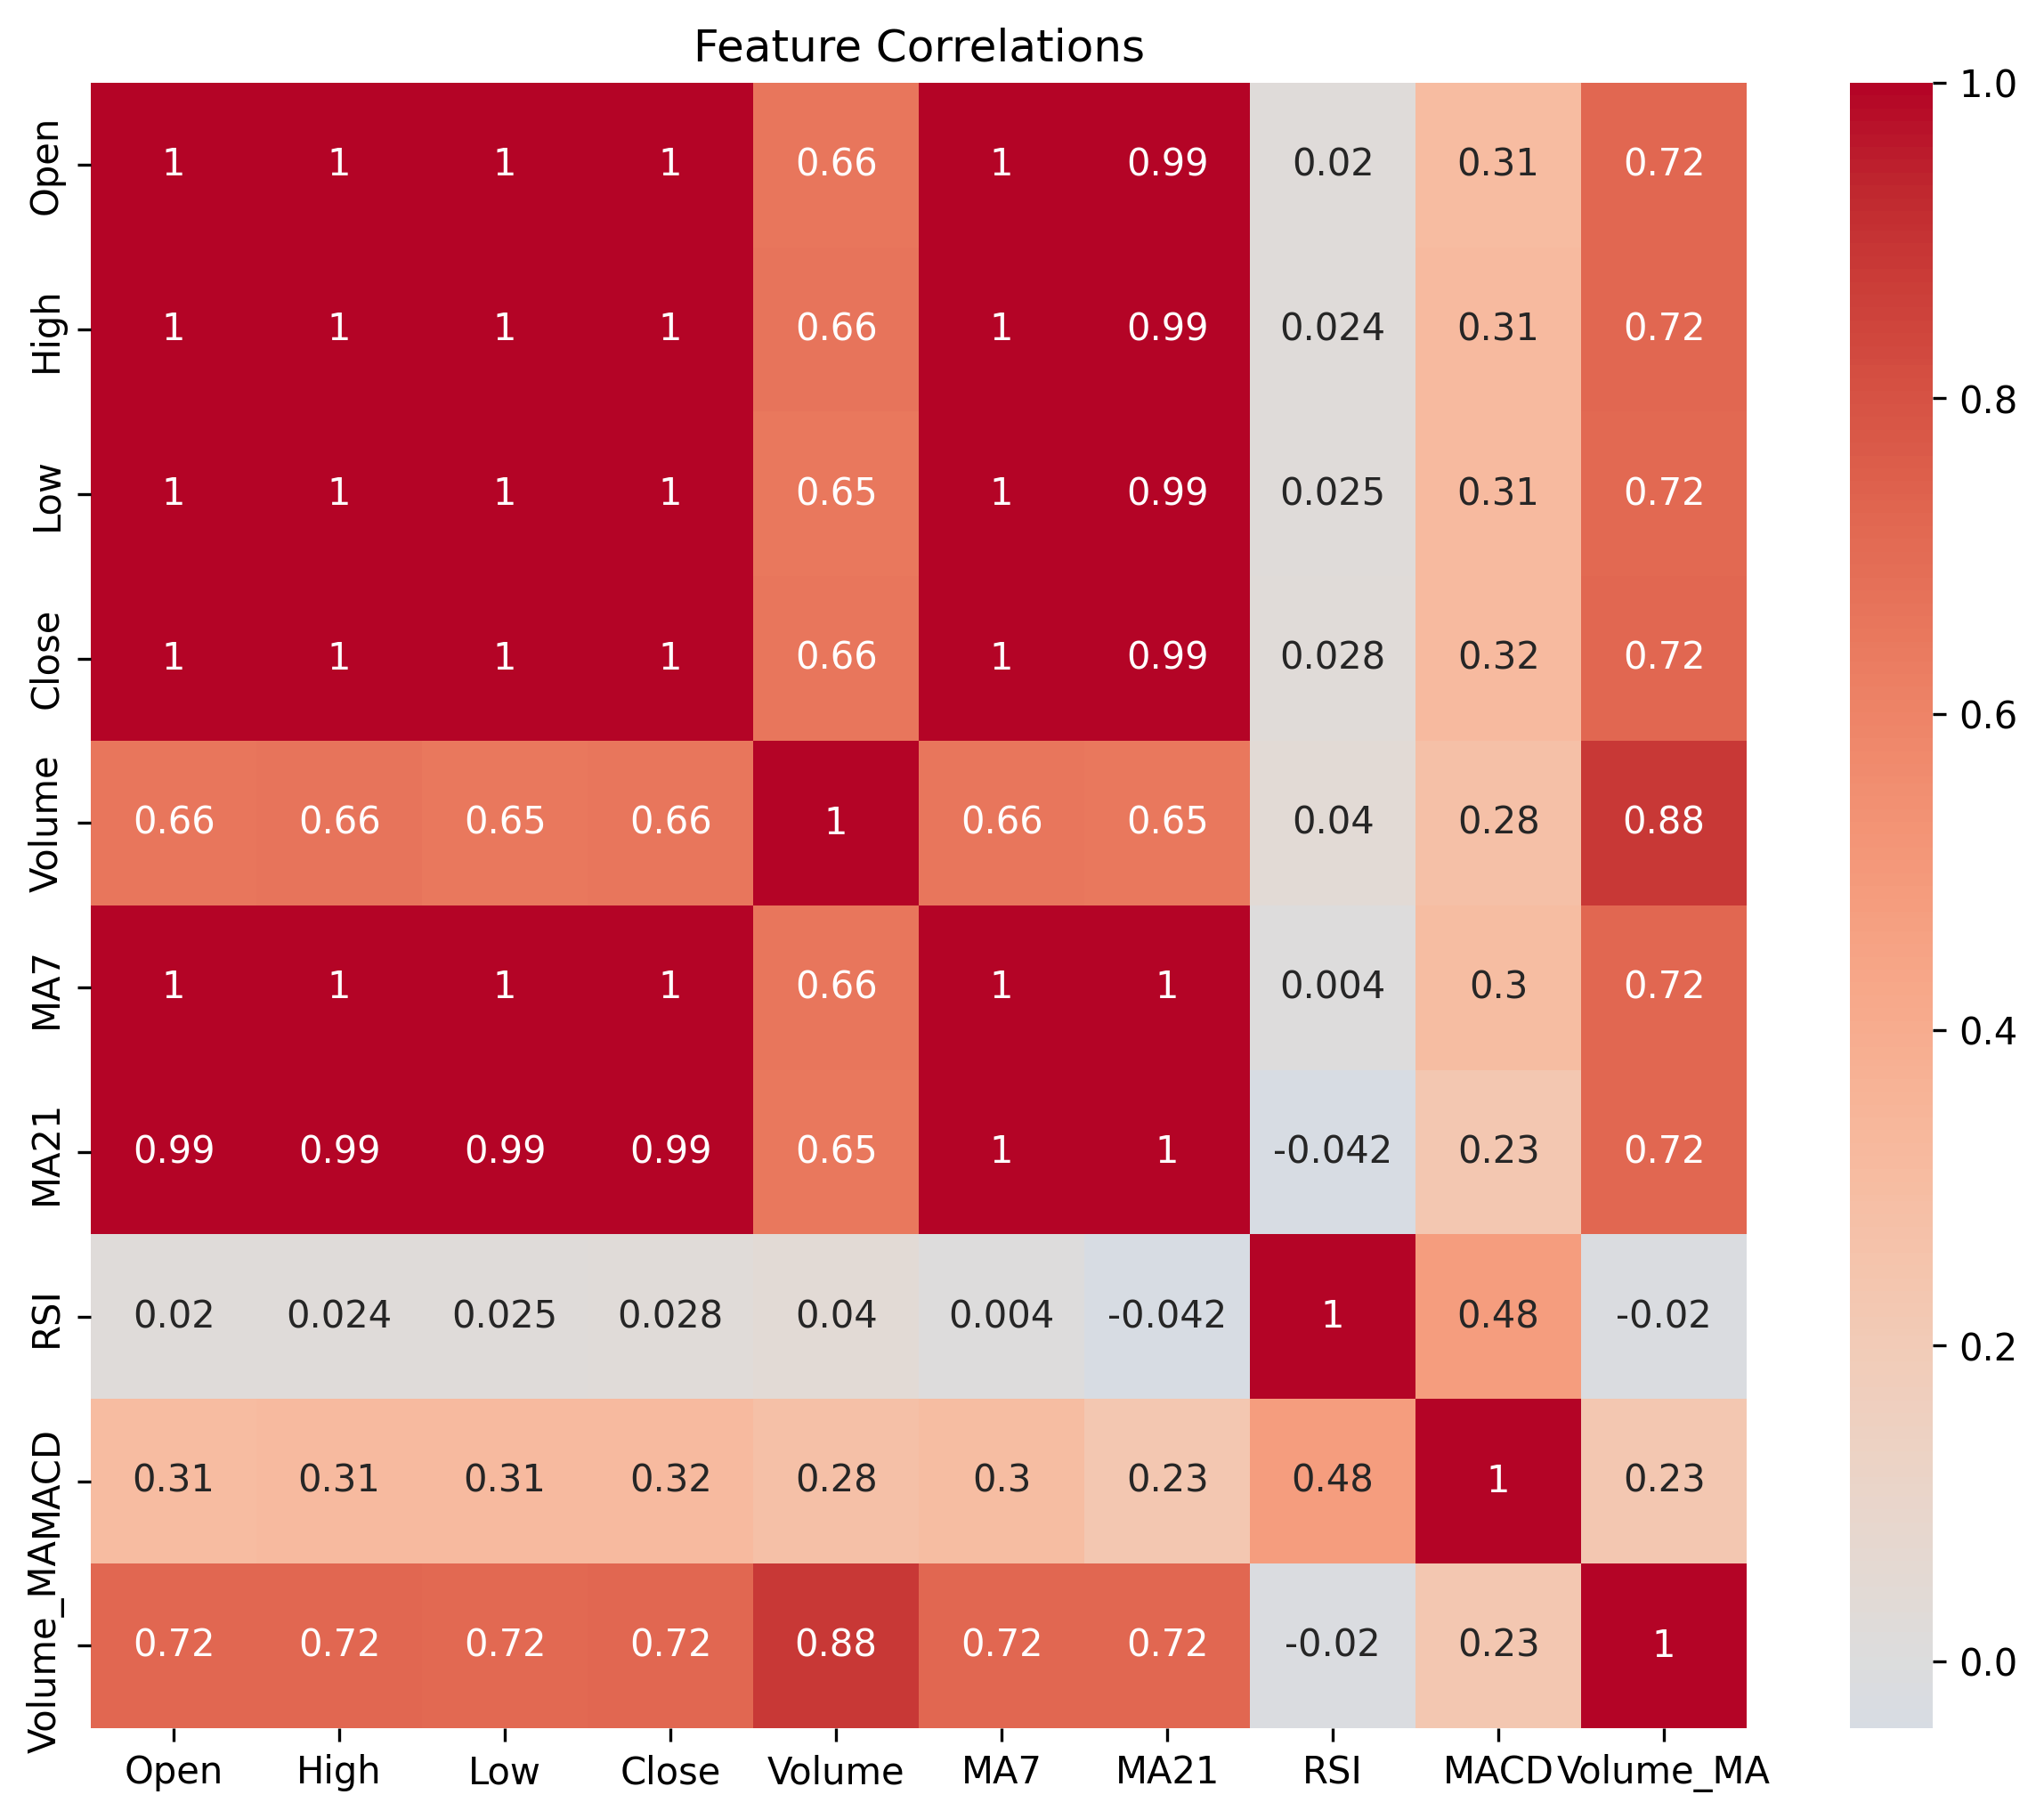 Feature Correlations
Open 1 1 1 1 0.66 1 0.99 0.02 0.31 0.72
High 1 1 1 1 0.66 1 0.99 0.024 0.31 0.72
Low 1 1 1 1 0.65 1 0.99 0.025 0.31 0.72
Close 1 1 1 1 0.66 1 0.99 0.028 0.32 0.72
Volume 0.66 0.66 0.65 0.66 1 0.66 0.65 0.04 0.28 0.88
MA7 1 1 1 1 0.66 1 1 0.004 0.3 0.72
MA21 0.99 0.99 0.99 0.99 0.65 1 1 -0.042 0.23 0.72
RSI 0.02 0.024 0.025 0.028 0.04 0.004 -0.042 1 0.48 -0.02
MACD 0.31 0.31 0.31 0.32 0.28 0.3 0.23 0.48 1 0.23
Volume_MA 0.72 0.72 0.72 0.72 0.88 0.72 0.72 -0.02 0.23 1
Open High Low Close Volume MA7 MA21 RSI MACD Volume_MA
1.0
0.8
0.6
0.4
0.2
0.0